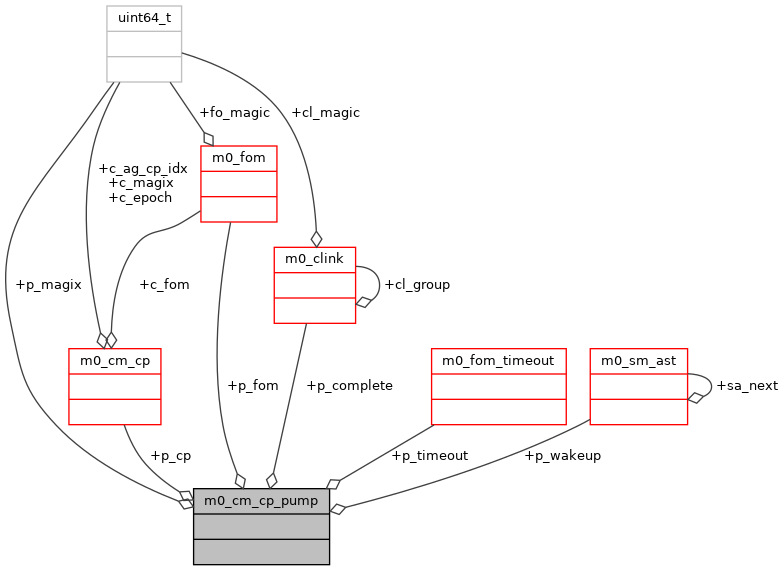 uint64_t
+fo_magic
+cl_magic
m0_fom
+c_ag_cp_idx
+c_magix
+c_epoch
m0_clink
+p_magix
+c_fom
+cl_group
m0_cm_cp
m0_fom_timeout
m0_sm_ast
+p_fom
+p_complete
+sa_next
+p_cp
+p_timeout
+p_wakeup
m0_cm_cp_pump